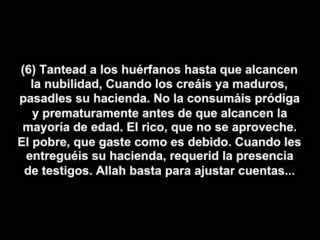 (6) Tantead a los huérfanos hasta que alcancen
la nubilidad, Cuando los creáis ya maduros,
pasadles su hacienda. No la consumáis pródiga
y prematuramente antes de que alcancen la
mayoría de edad. El rico, que no se aproveche.
El pobre, que gaste como es debido. Cuando les
entreguéis su hacienda, requerid la presencia
de testigos. Allah basta para ajustar cuentas...